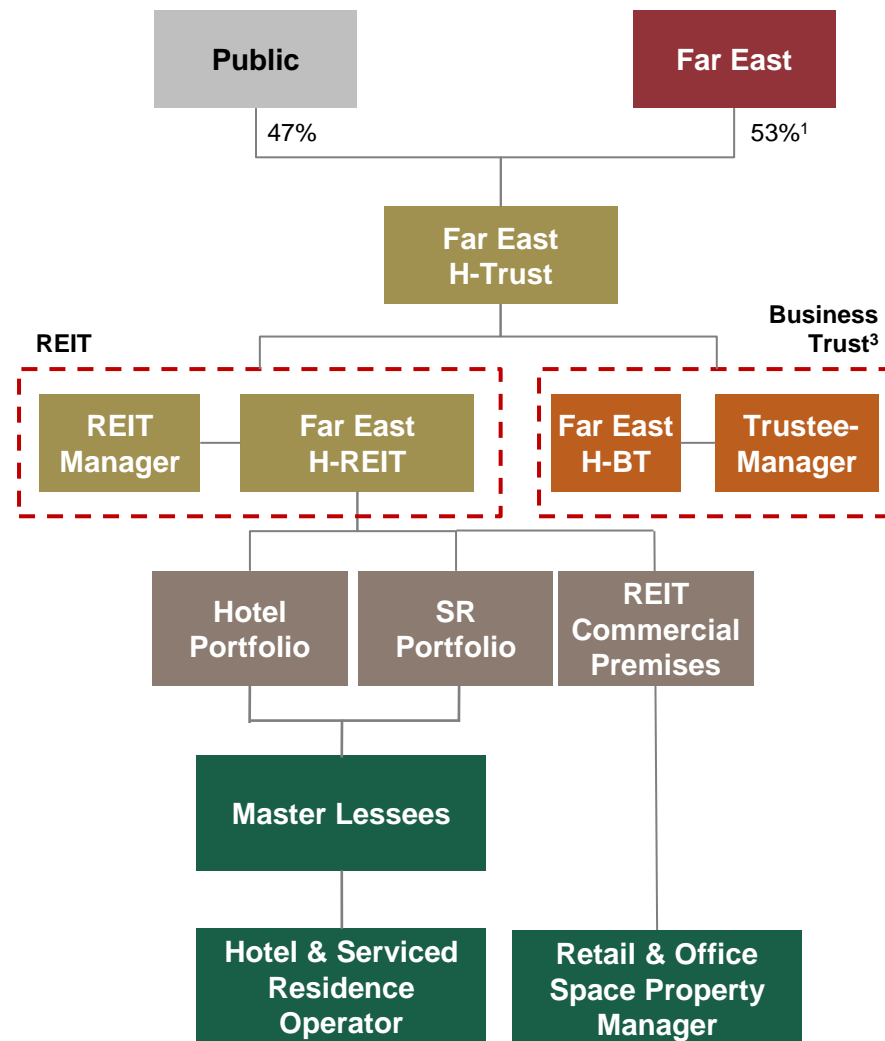 Public
Far East
47%
53%¹
Far East
H-Trust
REIT
Business
Trust³
REIT
Manager
Far East
H-REIT
Far East
H-BT
Trustee-
Manager
Hotel
Portfolio
SR
Portfolio
REIT
Commercial
Premises
Master Lessees
Hotel & Serviced
Residence
Operator
Retail & Office
Space Property
Manager